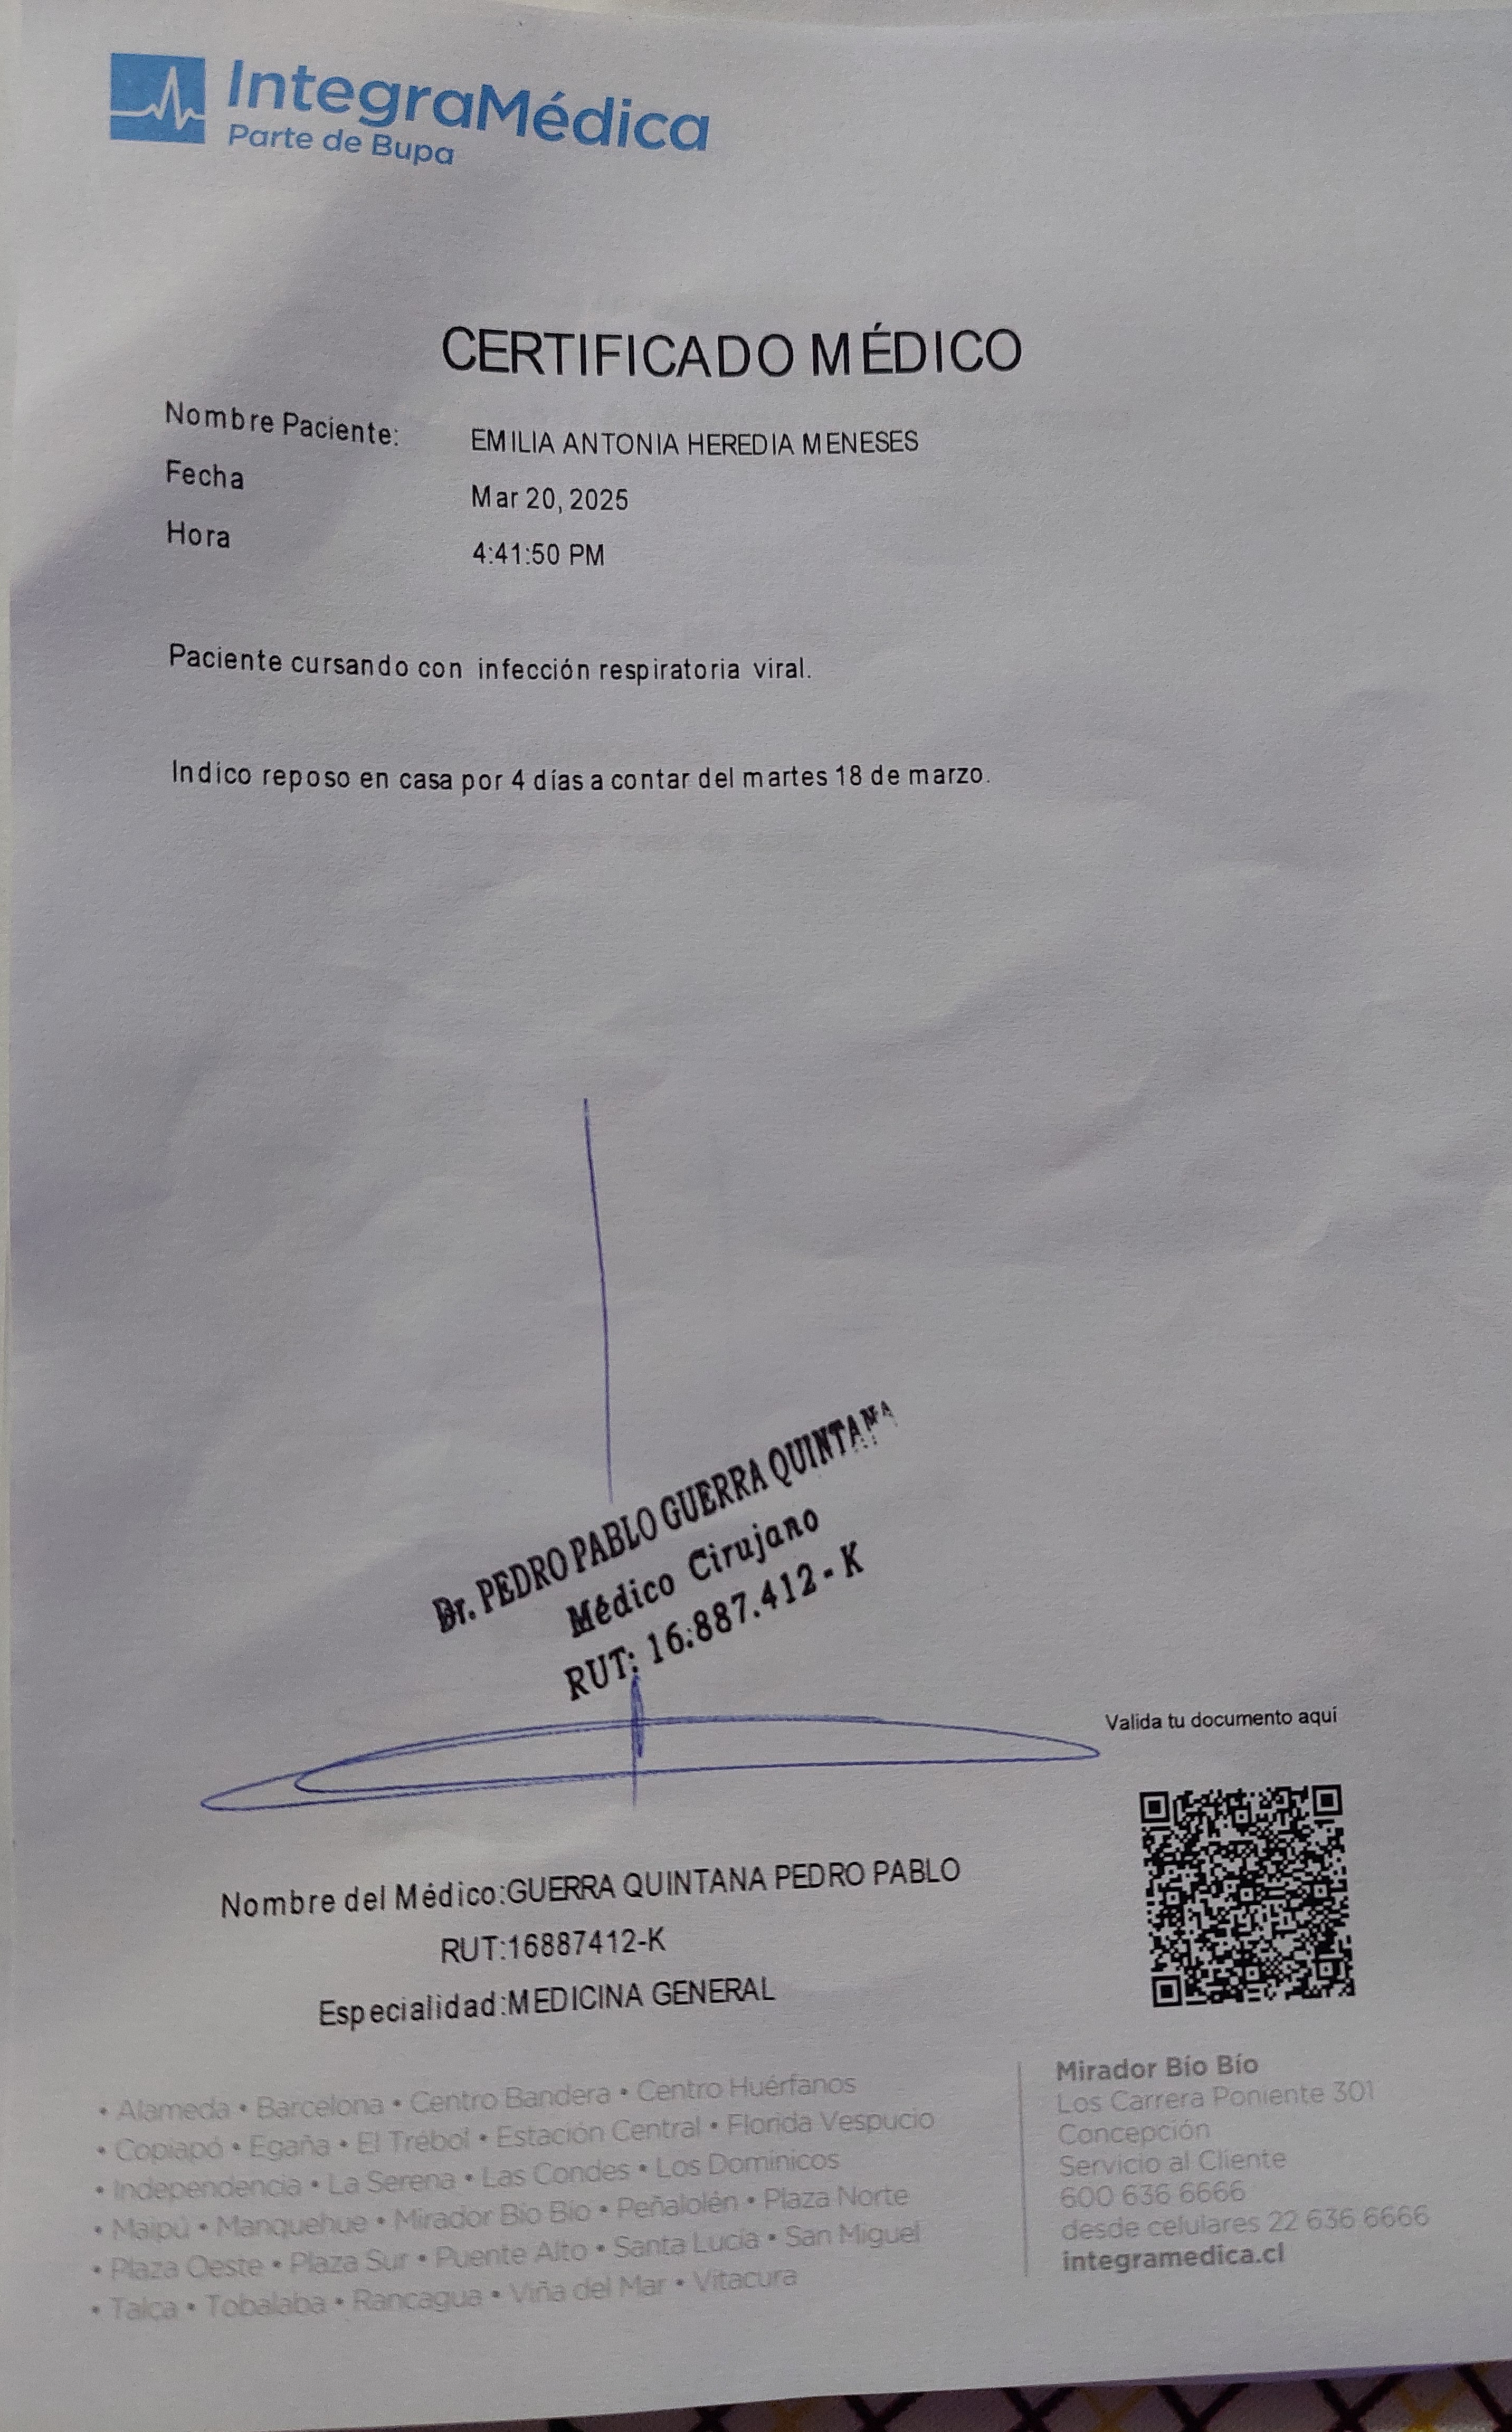 IntegraMédica
Parte de Bupa
CERTIFICADO MÉDICO
Nombre Paciente: EMILIA ANTONIA HEREDIA MENESES
Fecha Mar 20, 2025
Hora 4:41:50 PM
Paciente cursando con infección respiratoria viral.
Indico reposo en casa por 4 días a contar del martes 18 de marzo.
Dr. PEDRO PABLO GUERRA QUINTANA
Médico Cirujano
RUT: 16.887.412-K
Valida tu documento aquí
Nombre del Médico:GUERRA QUINTANA PEDRO PABLO
RUT:16887412-K
Especialidad:MEDICINA GENERAL
• Alameda • Barcelona • Centro Bandera • Centro Huérfanos
• Copiapó • Egaña • El Trébol • Estación Central • Florida Vespucio
• Independencia • La Serena • Las Condes • Los Domínicos
• Maipú • Manquehue • Mirador Bío Bío • Peñalolén • Plaza Norte
• Plaza Oeste • Plaza Sur • Puente Alto • Santa Lucía • San Miguel
• Talca • Tobalaba • Rancagua • Viña del Mar • Vitacura
Mirador Bío Bío
Los Carrera Poniente 301
Concepción
Servicio al Cliente
600 636 6666
desde celulares 22 636 6666
integramedica.cl